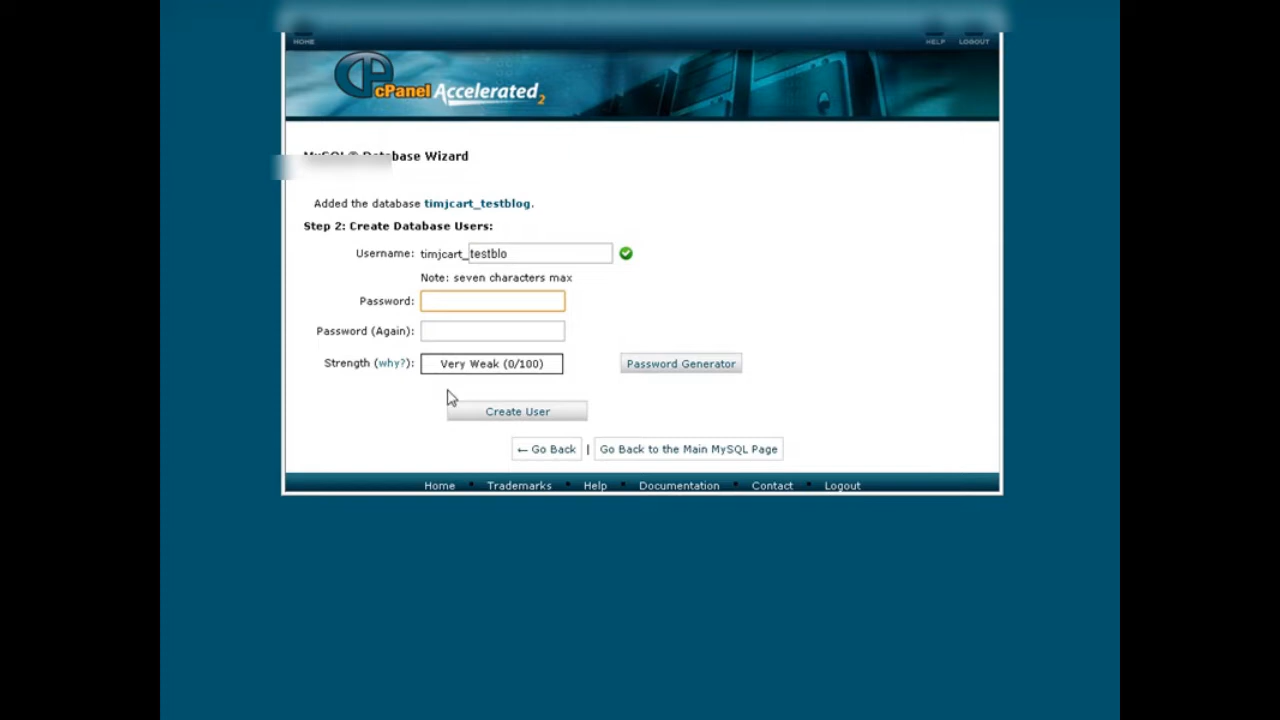 HOME HELP LOGOUT
cPanel Accelerated2
MySQL® Database Wizard
Added the database timjcart_testblog.
Step 2: Create Database Users:
Username: timjcart_testblo
Note: seven characters max
Password:
Password (Again):
Strength (why?): Very Weak (0/100) Password Generator
Create User
← Go Back | Go Back to the Main MySQL Page
Home • Trademarks • Help • Documentation • Contact • Logout